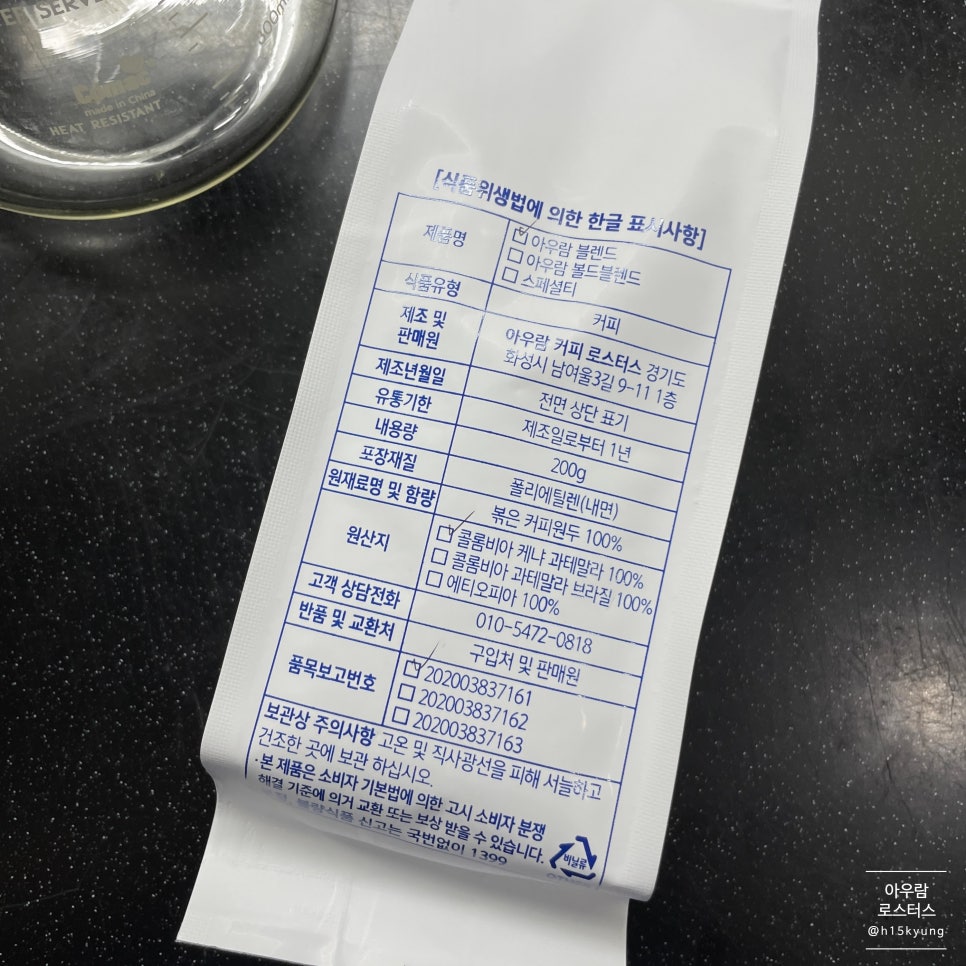 SERVE
600m
made in China
HEAT RESISTANT
[식품위생법에 의한 한글 표시사항]
제품명
아우람 블렌드
아우람 볼드블렌드
스페셜티
식품유형
커피
제조 및
판매원
아우람 커피 로스터스 경기도
화성시 남여울3길 9-11 1층
제조년월일
전면 상단 표기
유통기한
제조일로부터 1년
내용량
200g
포장재질
폴리에틸렌(내면)
원재료명 및 함량
볶은 커피원두 100%
원산지
콜롬비아 케냐 과테말라 100%
콜롬비아 과테말라 브라질 100%
에티오피아 100%
고객 상담전화
010-5472-0818
반품 및 교환처
구입처 및 판매원
품목보고번호
202003837161
202003837162
202003837163
보관상 주의사항 고온 및 직사광선을 피해 서늘하고
건조한 곳에 보관 하십시오.
·본 제품은 소비자 기본법에 의한 고시 소비자 분쟁
해결 기준에 의거 교환 또는 보상 받을 수 있습니다.
불량식품 신고는 국번없이 1399
비닐류
아우람
로스터스
@h15kyung